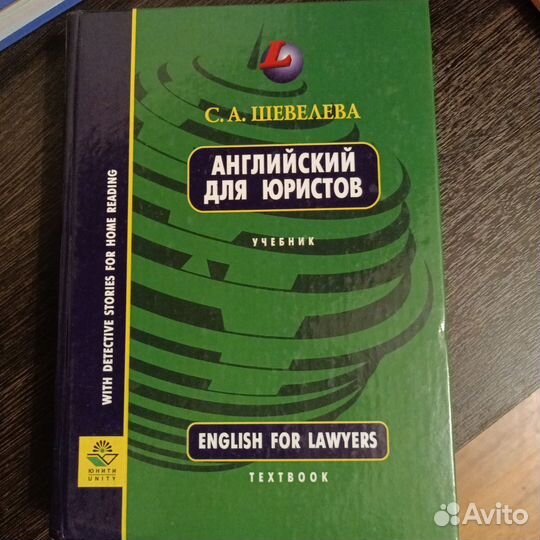 L
С. А. ШЕВЕЛЕВА
АНГЛИЙСКИЙ
ДЛЯ ЮРИСТОВ
УЧЕБНИК
WITH DETECTIVE STORIES FOR HOME READING
ENGLISH FOR LAWYERS
TEXTBOOK
ЮНИТИ
UNITY
Avito